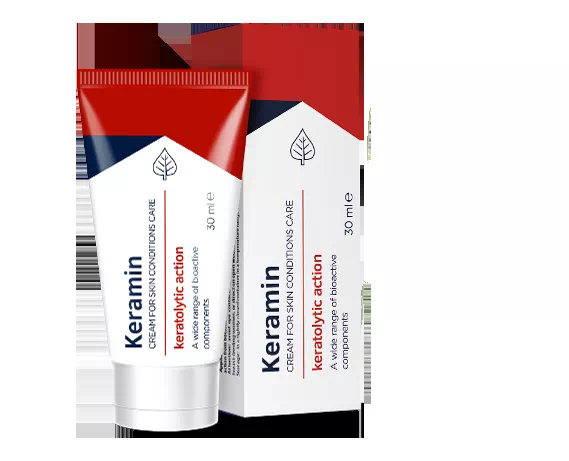 Keramin
CREAM FOR SKIN CONDITIONS CARE
keratolytic action
A wide range of bioactive
components
30 ml e
Keramin
CREAM FOR SKIN CONDITIONS CARE
keratolytic action
A wide range of bioactive
components
30 ml e